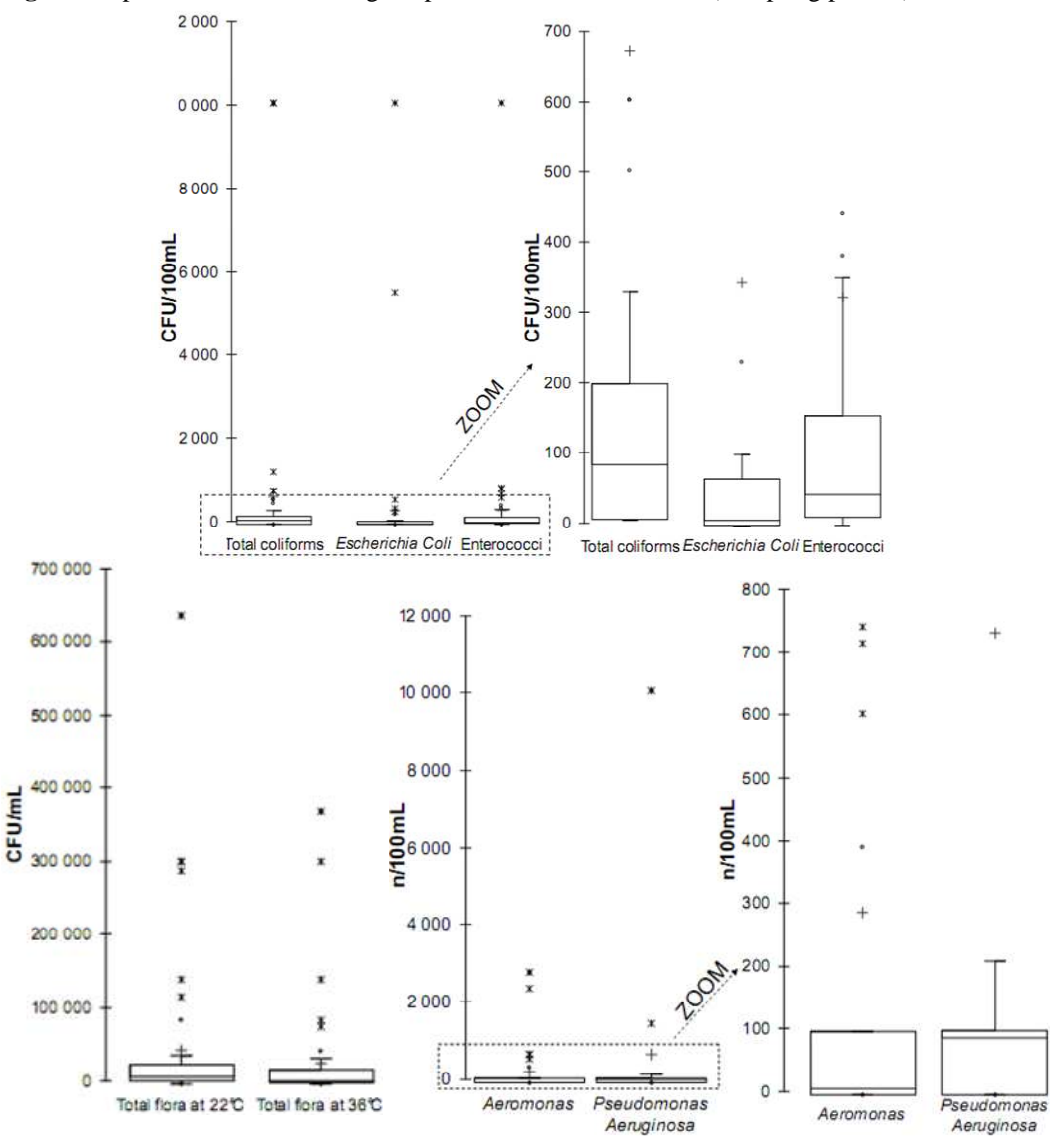 2 000
0 000
8 000
6 000
4 000
2 000
0
CFU/100mL
Total coliforms Escherichia Coli Enterococci
ZOOM
700
600
500
400
300
200
100
0
CFU/100mL
Total coliforms Escherichia Coli Enterococci
700 000
600 000
500 000
400 000
300 000
200 000
100 000
0
CFU/mL
Total flora at 22°C Total flora at 36°C
12 000
10 000
8 000
6 000
4 000
2 000
0
n/100mL
Aeromonas Pseudomonas
Aeruginosa
ZOOM
800
700
600
500
400
300
200
100
0
n/100mL
Aeromonas Pseudomonas
Aeruginosa